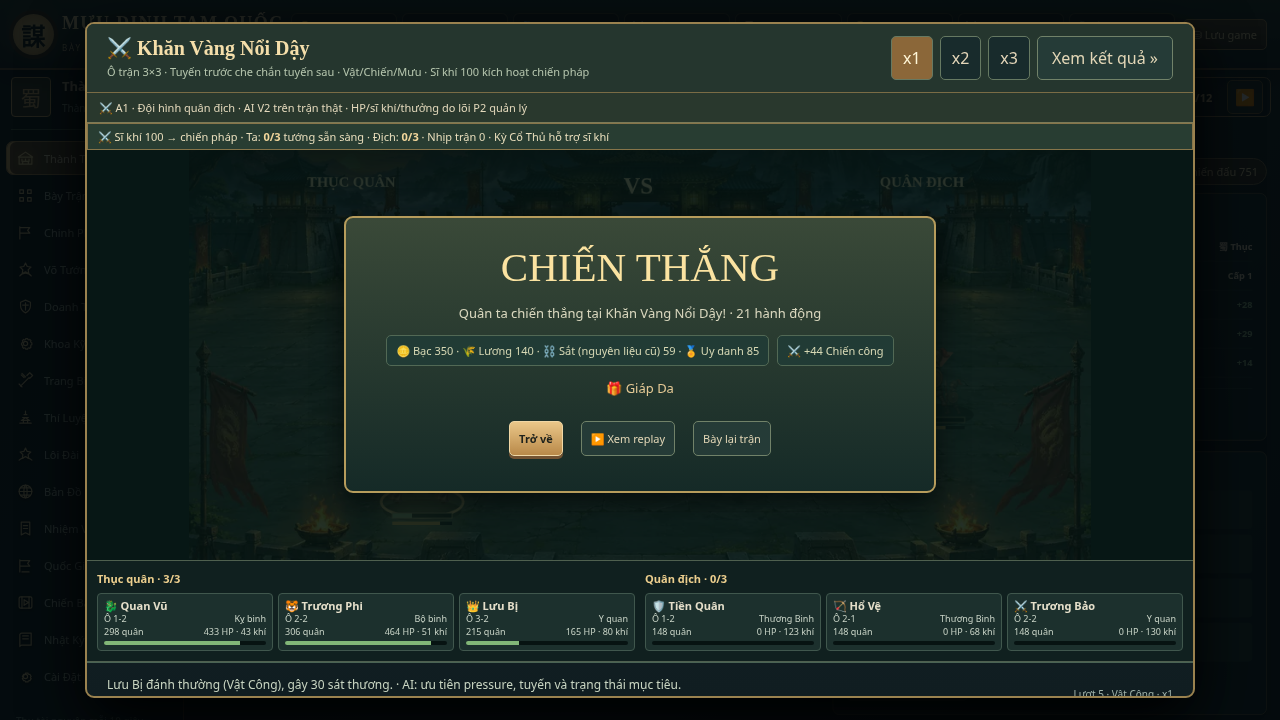 ⚔️ Khăn Vàng Nổi Dậy
Ô trận 3×3 · Tuyến trước che chắn tuyến sau · Vật/Chiến/Mưu · Sĩ khí 100 kích hoạt chiến pháp
x1 x2 x3 Xem kết quả »
⚔️ A1 · Đội hình quân địch · AI V2 trên trận thật · HP/sĩ khí/thưởng do lõi P2 quản lý
⚔️ Sĩ khí 100 → chiến pháp · Ta: 0/3 tướng sẵn sàng · Địch: 0/3 · Nhịp trận 0 · Kỳ Cổ Thủ hỗ trợ sĩ khí
THỤC QUÂN VS QUÂN ĐỊCH
CHIẾN THẮNG
Quân ta chiến thắng tại Khăn Vàng Nổi Dậy! · 21 hành động
🪙 Bạc 350 · 🌾 Lương 140 · ⛓️ Sắt (nguyên liệu cũ) 59 · 🏅 Uy danh 85
⚔️ +44 Chiến công
🎁 Giáp Da
Trở về ▶️ Xem replay Bày lại trận
Thục quân · 3/3
🐉 Quan Vũ
Ô 1-2 Kỵ binh
298 quân 433 HP · 43 khí
🐯 Trương Phi
Ô 2-2 Bộ binh
306 quân 464 HP · 51 khí
👑 Lưu Bị
Ô 3-2 Y quan
215 quân 165 HP · 80 khí
Quân địch · 0/3
🛡️ Tiền Quân
Ô 1-2 Thương Binh
148 quân 0 HP · 123 khí
🏹 Hổ Vệ
Ô 2-1 Thương Binh
148 quân 0 HP · 68 khí
⚔️ Trương Bảo
Ô 2-2 Y quan
148 quân 0 HP · 130 khí
Lưu Bị đánh thường (Vật Công), gây 30 sát thương. · AI: ưu tiên pressure, tuyến và trạng thái mục tiêu.
Lượt 5 · Vật Công · x1